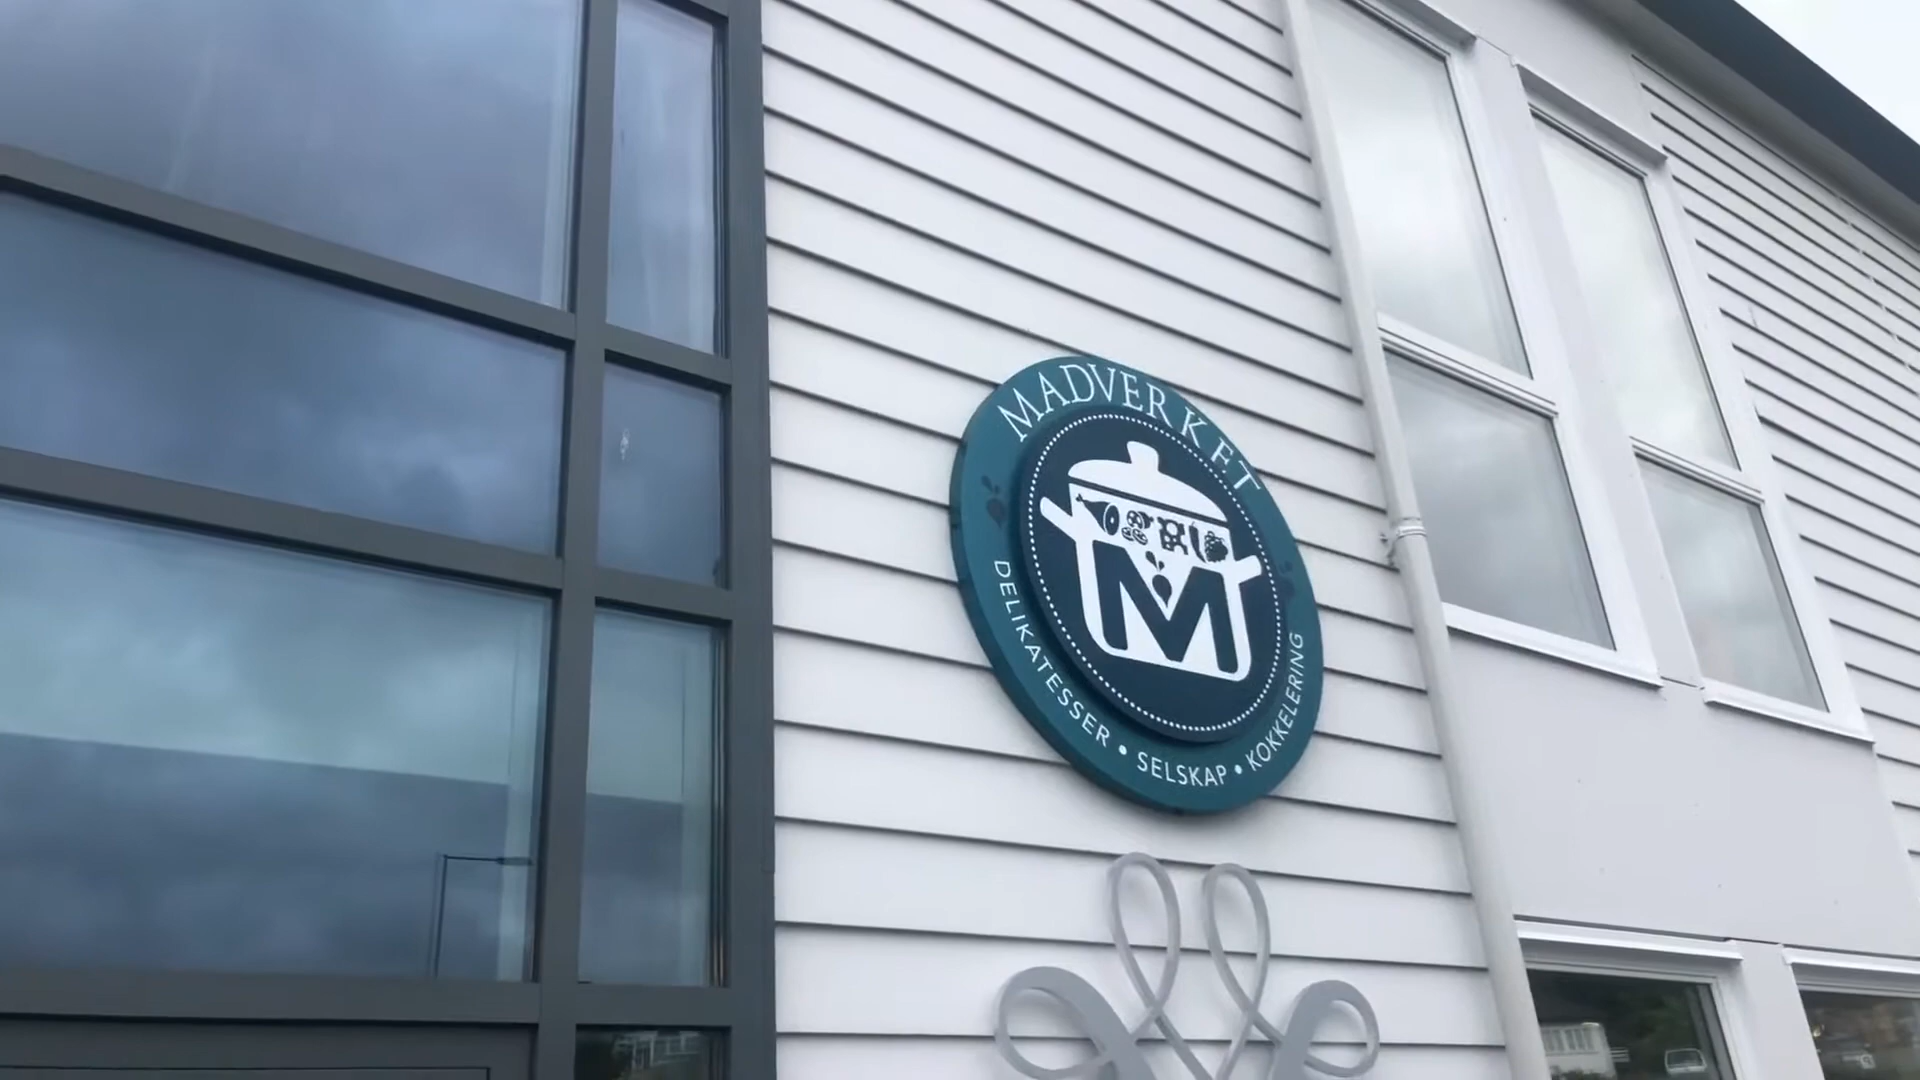 MADVERKET
M
DELIKATESSER • SELSKAP • KOKKELERING